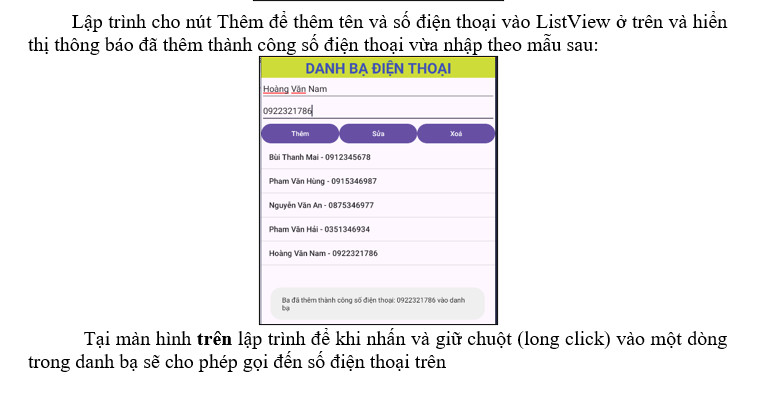 Lập trình cho nút Thêm để thêm tên và số điện thoại vào ListView ở trên và hiển
thị thông báo đã thêm thành công số điện thoại vừa nhập theo mẫu sau:
DANH BẠ ĐIỆN THOẠI
Hoàng Văn Nam
0922321786
Thêm Sửa Xoá
Bùi Thanh Mai - 0912345678
Phạm Văn Hùng - 0915346987
Nguyễn Văn An - 0875346977
Phạm Văn Hải - 0351346934
Hoàng Văn Nam - 0922321786
Ba đã thêm thành công số điện thoại: 0922321786 vào danh
bạ
Tại màn hình trên lập trình để khi nhấn và giữ chuột (long click) vào một dòng
trong danh bạ sẽ cho phép gọi đến số điện thoại trên